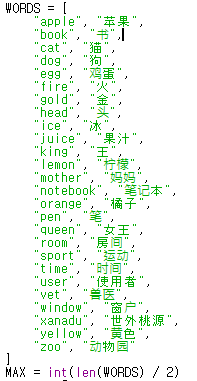 WORDS = [
"apple", "苹果",
"book", "书",
"cat", "猫",
"dog", "狗",
"egg", "鸡蛋",
"fire", "火",
"gold", "金",
"head", "头",
"ice", "冰",
"juice", "果汁",
"king", "王",
"lemon", "柠檬",
"mother", "妈妈",
"notebook", "笔记本",
"orange", "橘子",
"pen", "笔",
"queen", "女王",
"room", "房间",
"sport", "运动",
"time", "时间",
"user", "使用者",
"vet", "兽医",
"window", "窗户",
"xanadu", "世外桃源",
"yellow", "黄色",
"zoo", "动物园"
]
MAX = int(len(WORDS) / 2)